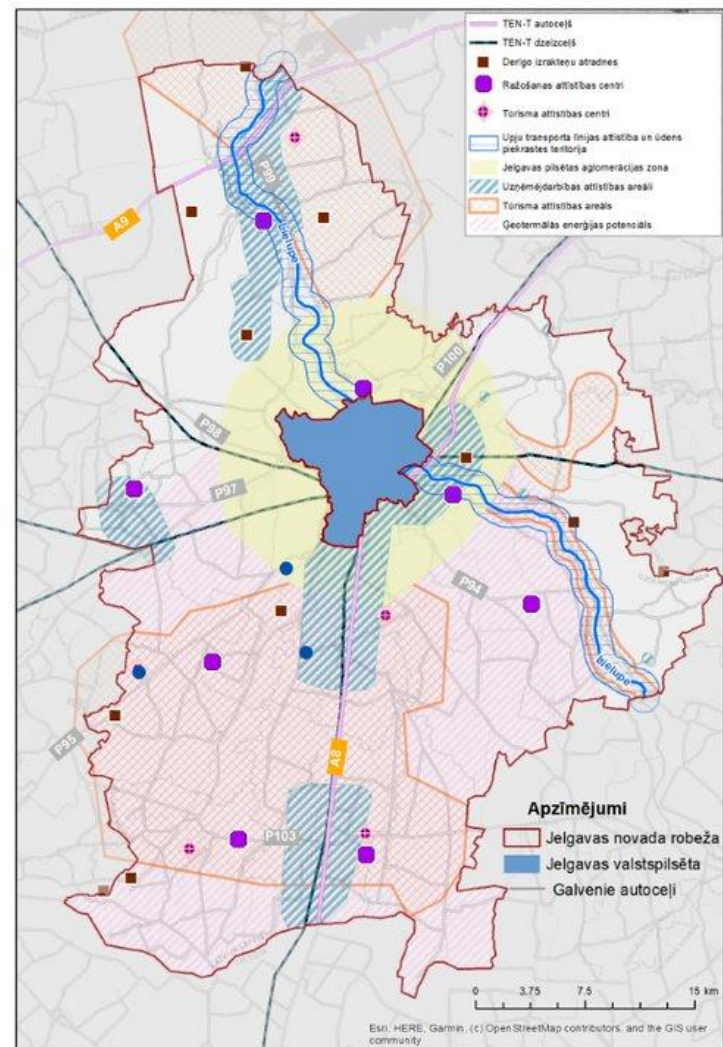 TEN-T autoceļš
TEN-T dzelzceļš
Derīgo izrakteņu atradnes
Ražošanas attīstības centri
Tūrisma attīstības centri
Upju transporta līnijas attīstība un ūdens
piekrastes teritorija
Jelgavas pilsētas aglomerācijas zona
Uzņēmējdarbības attīstības areāli
Tūrisma attīstības areāls
Ģeotermālās enerģijas potenciāls
P99
A9
Lielupe
P100
P98
P97
P94
Lielupe
P95
A8
P103
Apzīmējumi
Jelgavas novada robeža
Jelgavas valstspilsēta
Galvenie autoceļi
0 3.75 7.5 15 km
Esri, HERE, Garmin, (c) OpenStreetMap contributors, and the GIS user
community